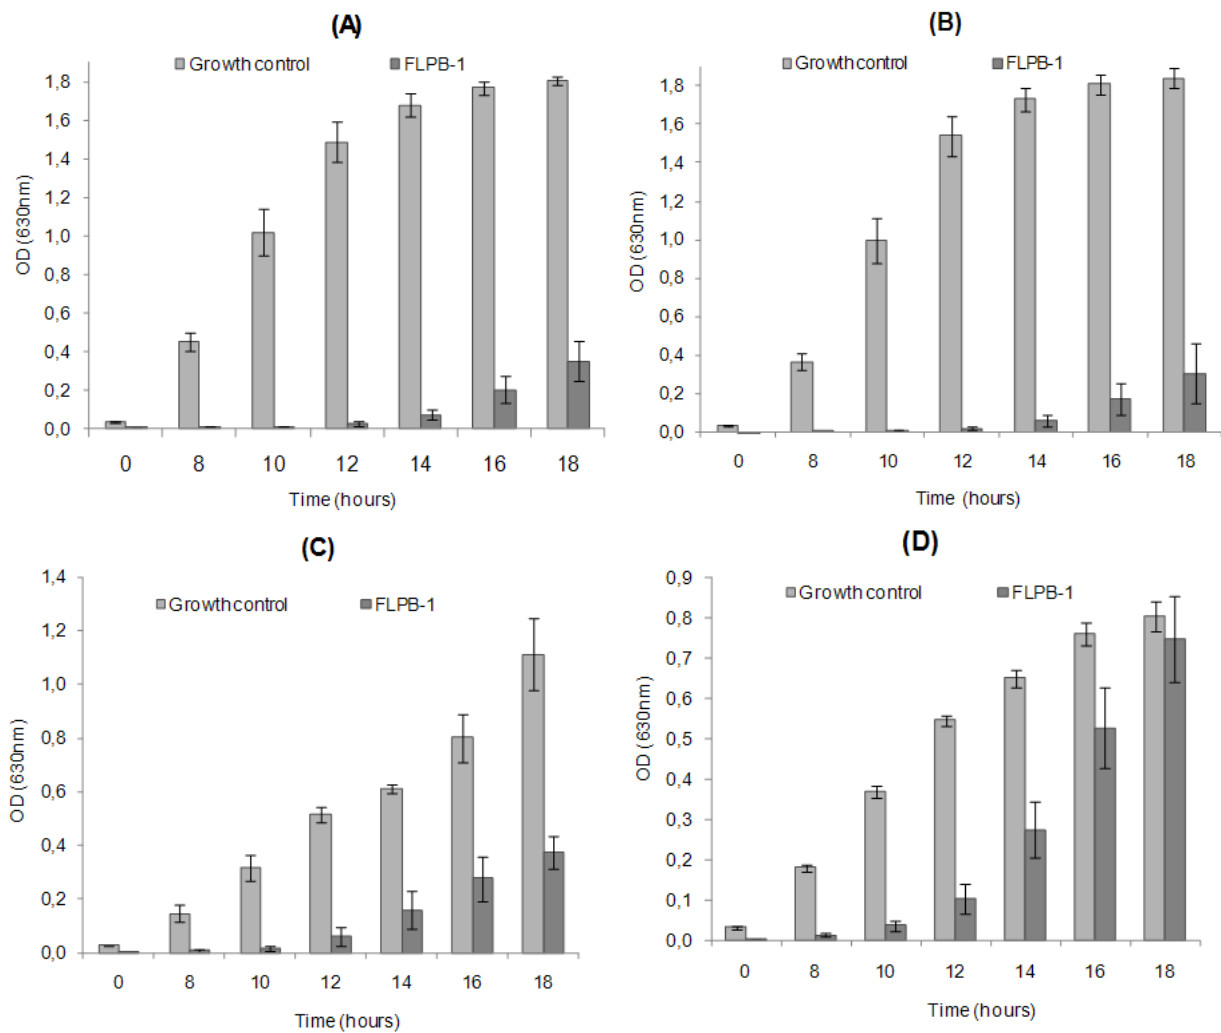 (A)
Growth control FLPB-1
OD (630nm)
1,8
1,6
1,4
1,2
1,0
0,8
0,6
0,4
0,2
0,0
0 8 10 12 14 16 18
Time (hours)
(B)
Growth control FLPB-1
OD (630nm)
1,8
1,6
1,4
1,2
1,0
0,8
0,6
0,4
0,2
0,0
0 8 10 12 14 16 18
Time (hours)
(C)
Growth control FLPB-1
OD (630nm)
1,4
1,2
1,0
0,8
0,6
0,4
0,2
0,0
0 8 10 12 14 16 18
Time (hours)
(D)
Growth control FLPB-1
OD (630nm)
0,9
0,8
0,7
0,6
0,5
0,4
0,3
0,2
0,1
0,0
0 8 10 12 14 16 18
Time (hours)